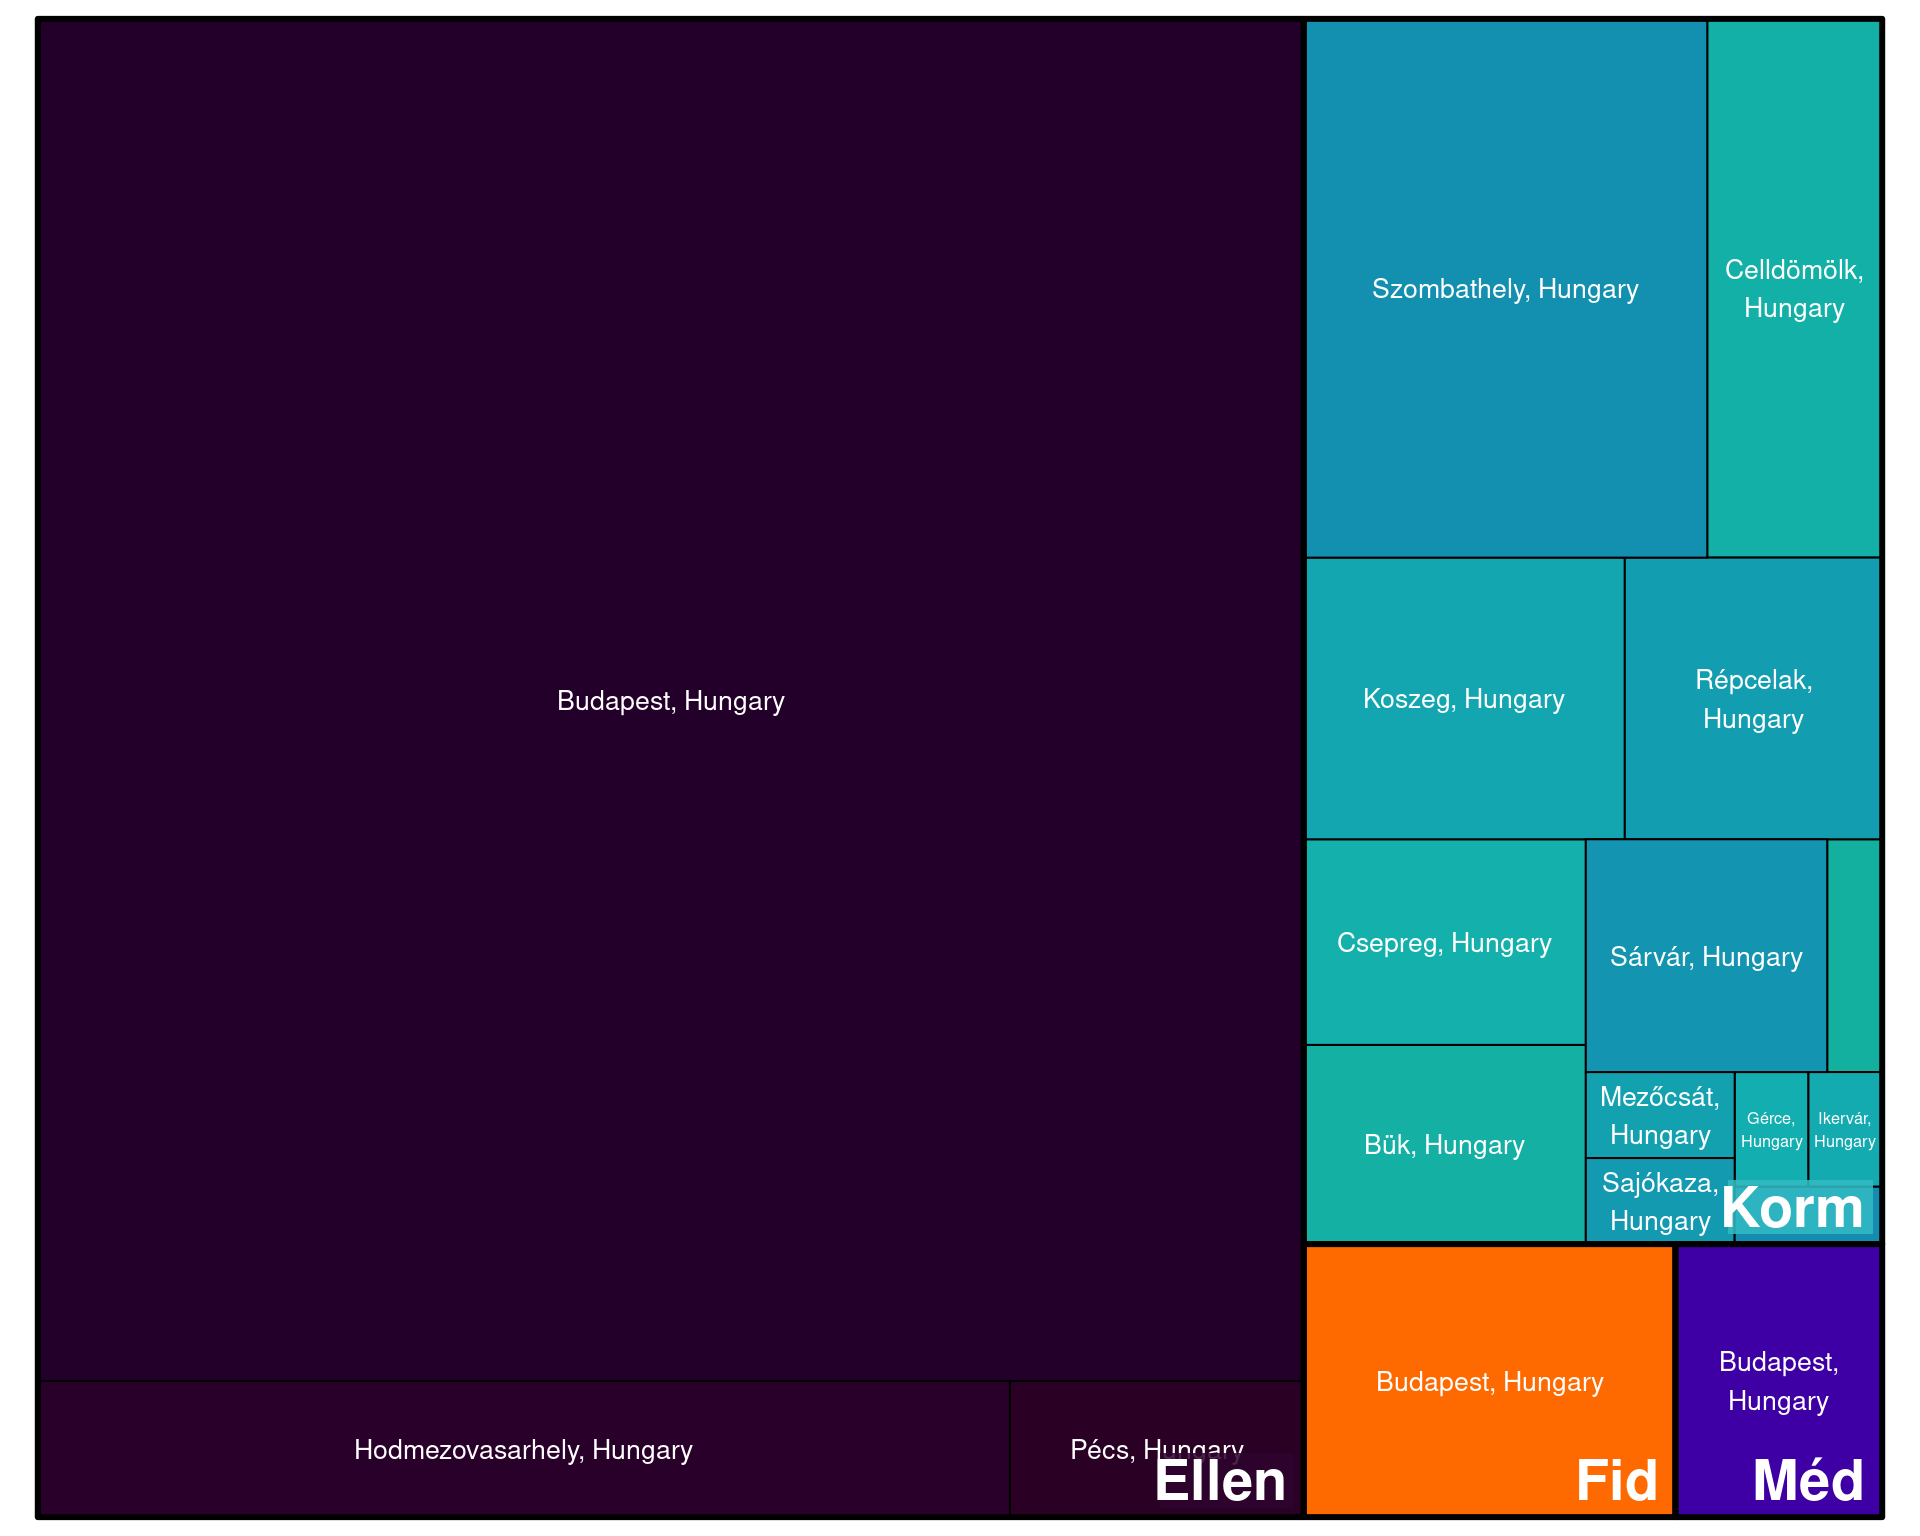 Budapest, Hungary
Hodmezovasarhely, Hungary
Pécs, Hungary
Ellen
Szombathely, Hungary
Celldömölk,
Hungary
Koszeg, Hungary
Répcelak,
Hungary
Csepreg, Hungary
Sárvár, Hungary
Bük, Hungary
Mezőcsát,
Hungary
Gérce,
Hungary
Ikervár,
Hungary
Sajókaza,
Hungary
Korm
Budapest, Hungary
Fid
Budapest,
Hungary
Méd